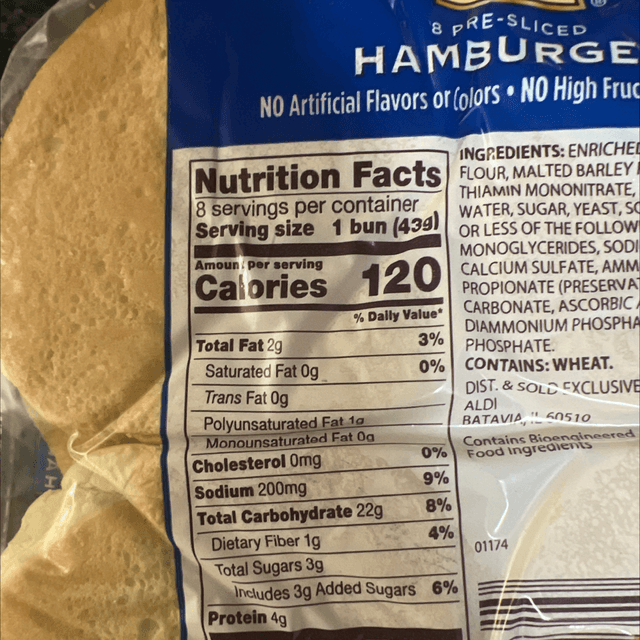 8 PRE-SLICED
HAMBURGE
NO Artificial Flavors or Colors • NO High Fruc
Nutrition Facts
8 servings per container
Serving size 1 bun (43g)
Amount per serving
Calories 120
% Daily Value*
Total Fat 2g 3%
Saturated Fat 0g 0%
Trans Fat 0g
Polyunsaturated Fat 1g
Monounsaturated Fat 0g
Cholesterol 0mg 0%
Sodium 200mg 9%
Total Carbohydrate 22g 8%
Dietary Fiber 1g 4%
Total Sugars 3g
Includes 3g Added Sugars 6%
Protein 4g
INGREDIENTS: ENRICHED
FLOUR, MALTED BARLEY
THIAMIN MONONITRATE,
WATER, SUGAR, YEAST, SO
OR LESS OF THE FOLLOW
MONOGLYCERIDES, SODI
CALCIUM SULFATE, AMM
PROPIONATE (PRESERVAT
CARBONATE, ASCORBIC
DIAMMONIUM PHOSPHA
PHOSPHATE.
CONTAINS: WHEAT.
DIST. & SOLD EXCLUSIVE
ALDI
BATAVIA, IL 60510
Contains Bioengineered
Food Ingredients
01174